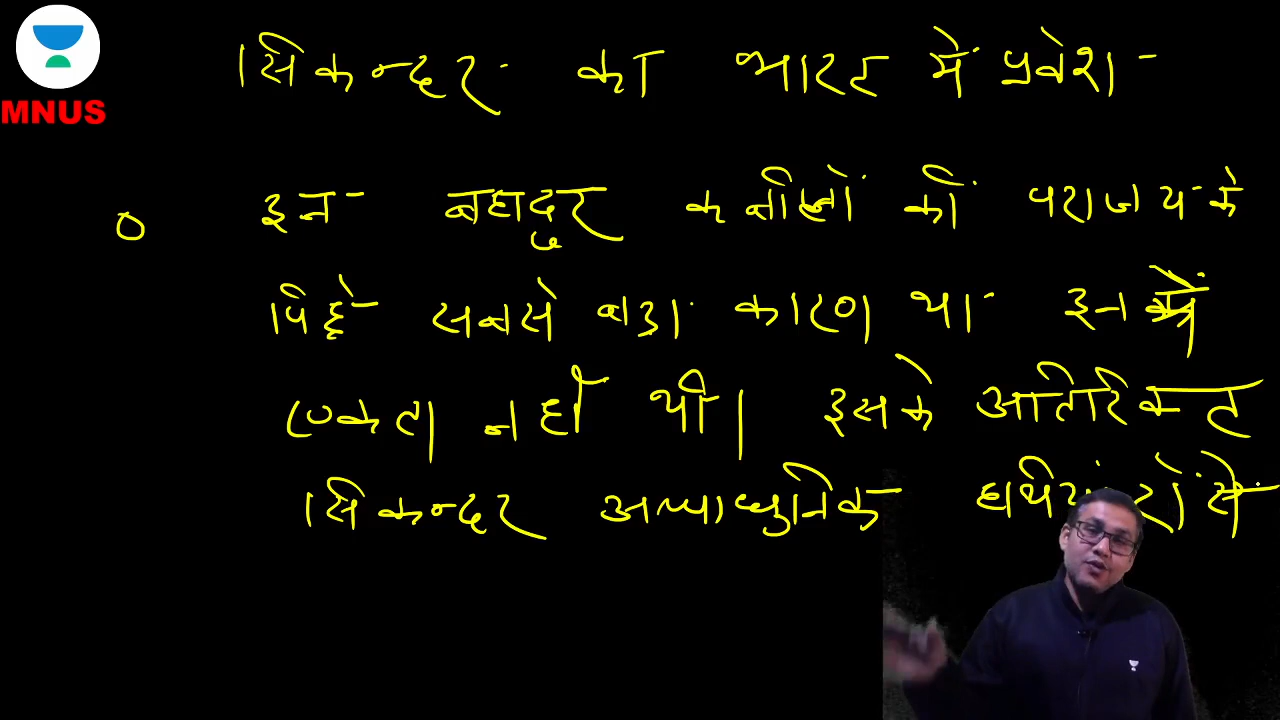 MNUS
सिकन्दर का भारत में प्रवेश -
इन बहादुर कबीलों की पराजय के
पिछे सबसे बड़ा कारण था इनमें
एकता नहीं थी। इसके अतिरिक्त
सिकन्दर अत्याधुनिक हथियारों से